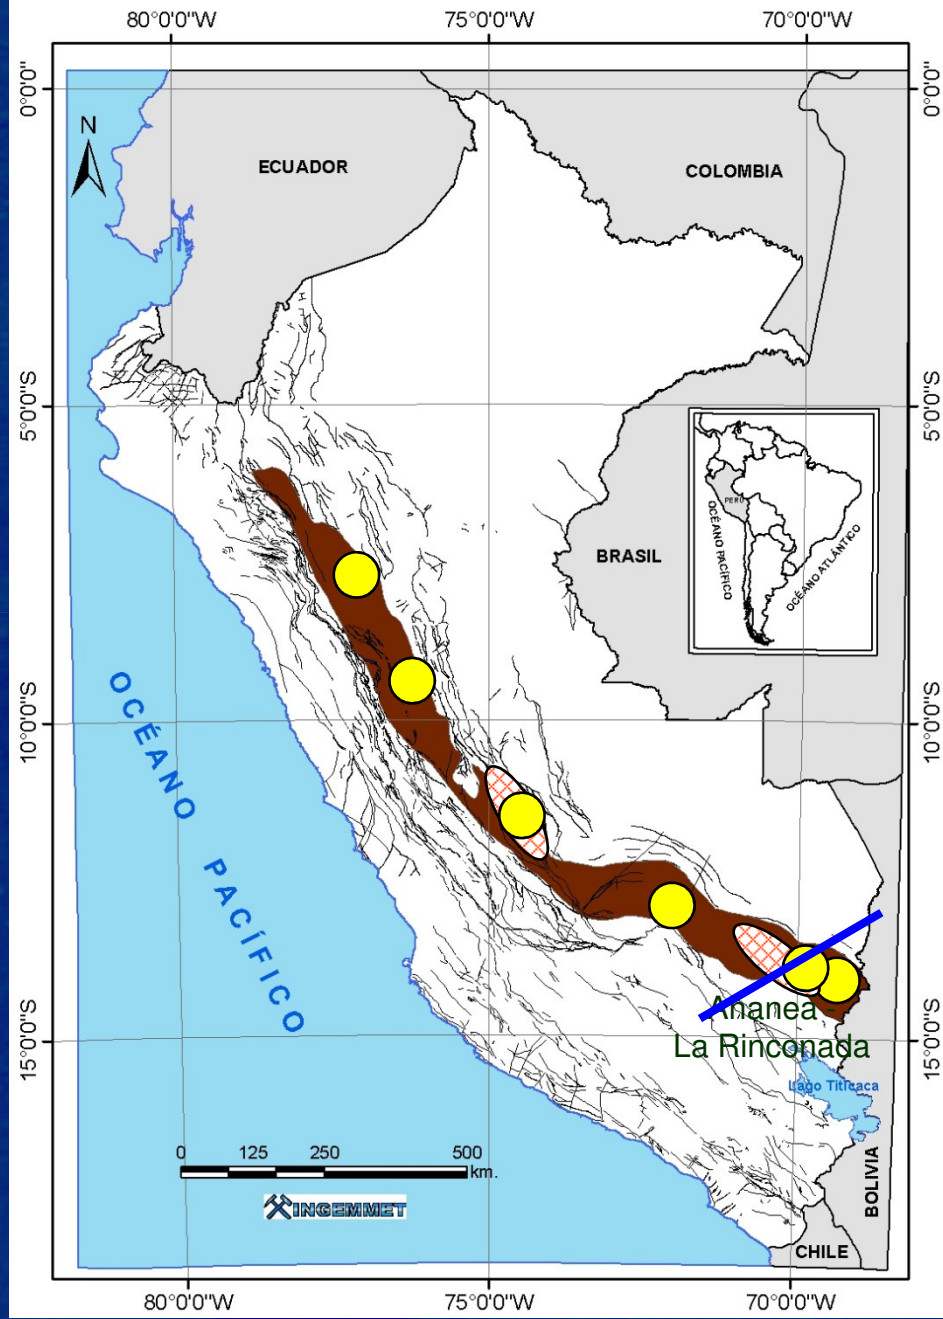 80°0'0"W
75°0'0"W
70°0'0"W
0°0'0"
0°0'0"
N
ECUADOR
COLOMBIA
5°0'0"S
5°0'0"S
PERÚ
OCÉANO PACÍFICO
OCÉANO ATLÁNTICO
BRASIL
OCÉANO
PACÍFICO
10°0'0"S
10°0'0"S
Ananea -
La Rinconada
15°0'0"S
15°0'0"S
Lago Titicaca
0 125 250 500
km.
INGEMMET
BOLIVIA
CHILE
80°0'0"W
75°0'0"W
70°0'0"W